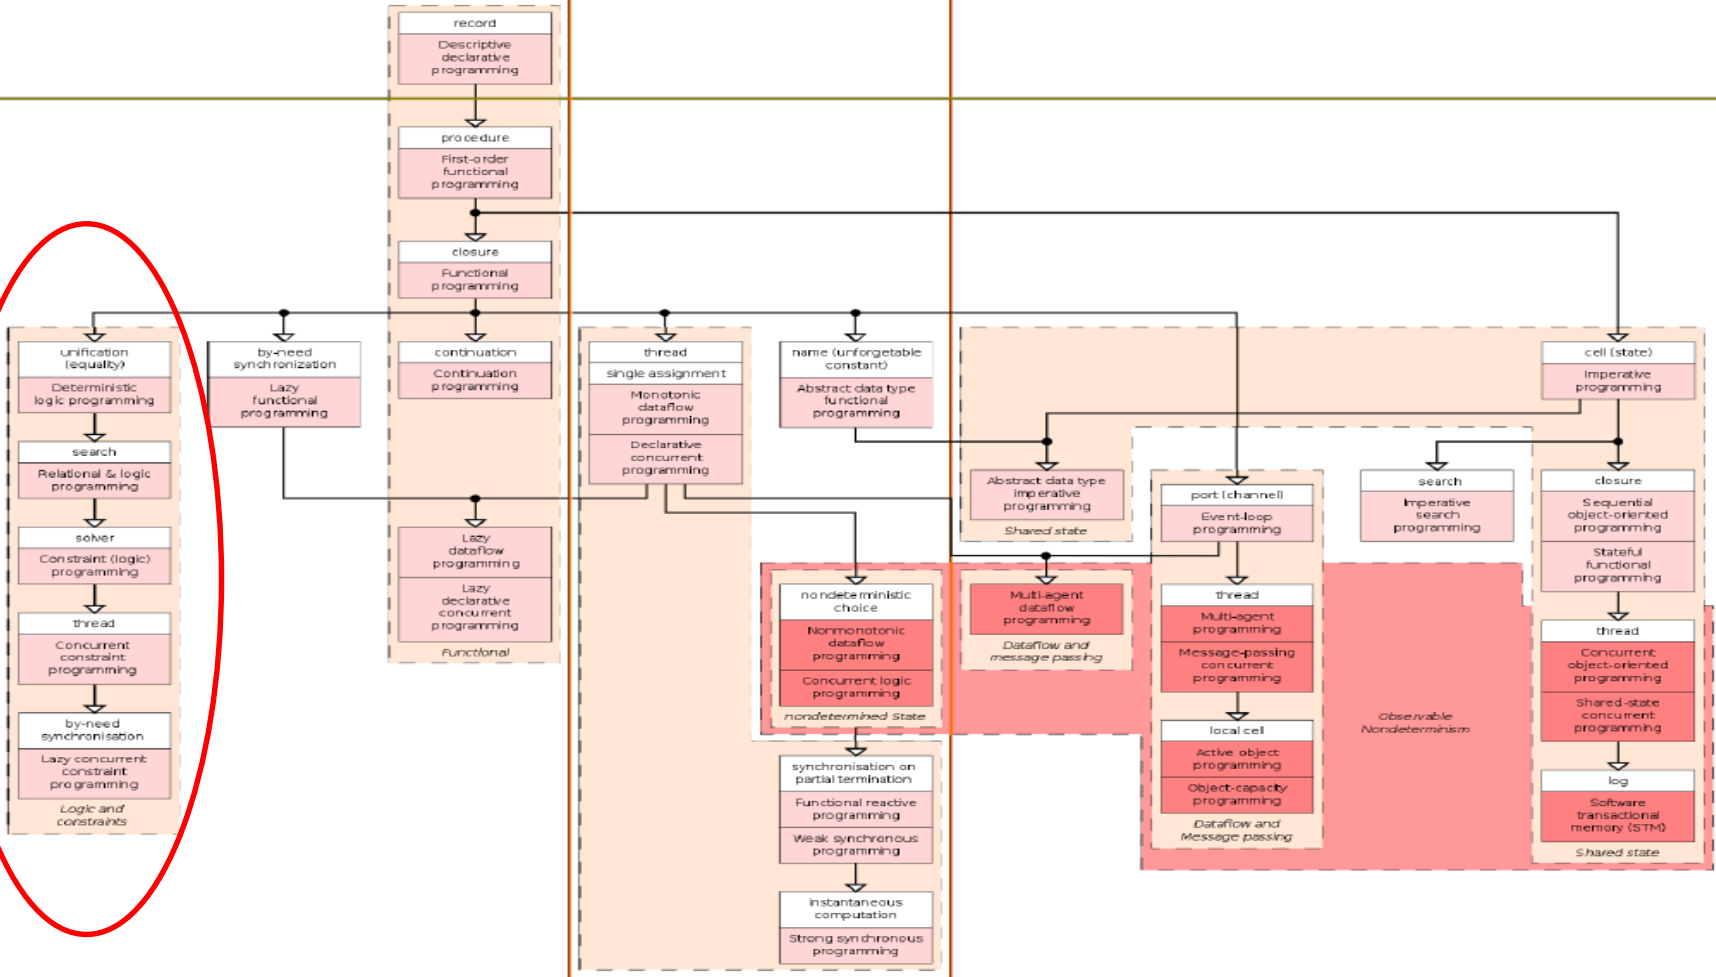 record
Descriptive
declarative
programming
procedure
First-order
functional
programming
closure
Functional
programming
unification
(equality)
Deterministic
logic programming
search
Relational & logic
programming
solver
Constraint (logic)
programming
thread
Concurrent
constraint
programming
by-need
synchronisation
Lazy concurrent
constraint
programming
Logic and
constraints
by-need
synchronization
Lazy
functional
programming
continuation
Continuation
programming
Lazy
dataflow
programming
Lazy
declarative
concurrent
programming
Functional
thread
single assignment
Monotonic
dataflow
programming
Declarative
concurrent
programming
name (unforgetable
constant)
Abstract data type
functional
programming
nondeterministic
choice
Nonmonotonic
dataflow
programming
Concurrent logic
programming
nondetermined State
synchronisation on
partial termination
Functional reactive
programming
Weak synchronous
programming
instantaneous
computation
Strong synchronous
programming
Abstract data type
imperative
programming
Shared state
Multi-agent
dataflow
programming
Dataflow and
message passing
port (channel)
Event-loop
programming
thread
Multi-agent
programming
Message-passing
concurrent
programming
local cell
Active object
programming
Object-capacity
programming
Dataflow and
Message passing
search
Imperative
search
programming
Observable
Nondeterminism
cell (state)
Imperative
programming
closure
Sequential
object-oriented
programming
Stateful
functional
programming
thread
Concurrent
object-oriented
programming
Shared-state
concurrent
programming
log
Software
transactional
memory (STM)
Shared state